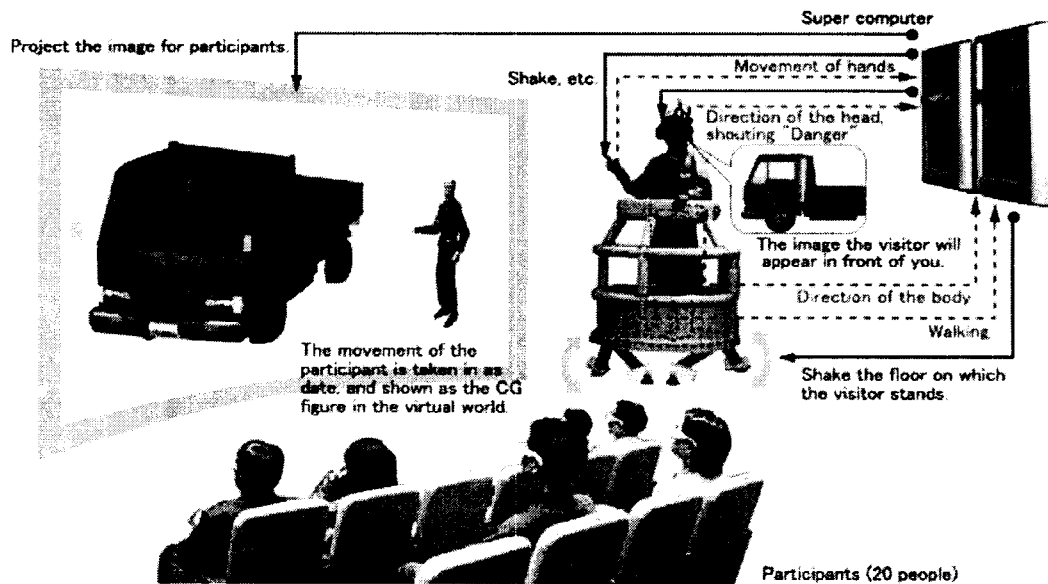 Super computer
Project the image for participants.
Shake, etc.
Movement of hands
Direction of the head,
shouting "Danger"
The image the visitor will
appear in front of you.
Direction of the body
Walking
The movement of the
participant is taken in as
date, and shown as the CG
figure in the virtual world.
Shake the floor on which
the visitor stands.
Participants (20 people)